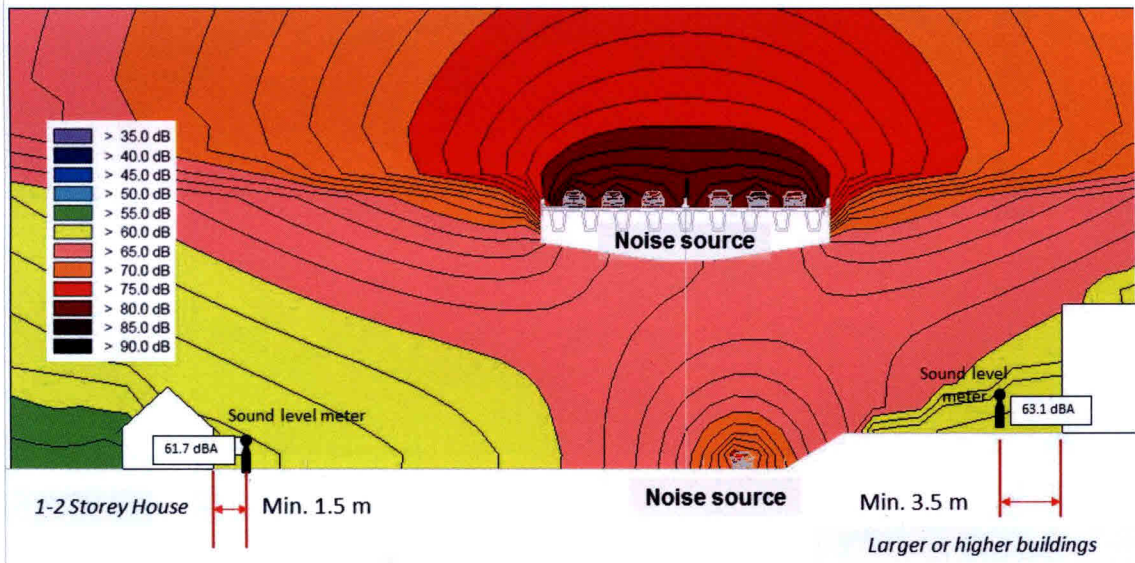 > 35.0 dB
> 40.0 dB
> 45.0 dB
> 50.0 dB
> 55.0 dB
> 60.0 dB
> 65.0 dB
> 70.0 dB
> 75.0 dB
> 80.0 dB
> 85.0 dB
> 90.0 dB
Noise source
Sound level meter
61.7 dBA
Sound level
meter
63.1 dBA
1-2 Storey House
Min. 1.5 m
Noise source
Min. 3.5 m
Larger or higher buildings